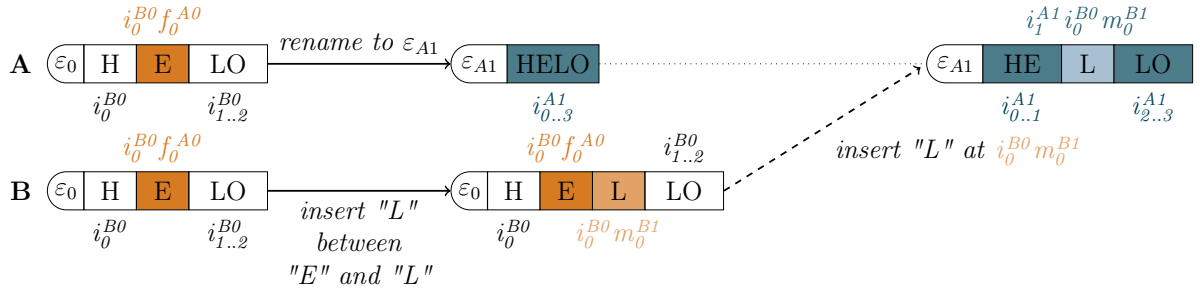 i_0^{B0} f_0^{A0}
A ε_0 H E LO
i_0^{B0} i_{1..2}^{B0}
rename to ε_{A1}
ε_{A1} HELO
i_{0..3}^{A1}
i_1^{A1} i_0^{B0} m_0^{B1}
ε_{A1} HE L LO
i_{0..1}^{A1} i_{2..3}^{A1}
insert "L" at i_0^{B0} m_0^{B1}
i_0^{B0} f_0^{A0}
B ε_0 H E LO
i_0^{B0} i_{1..2}^{B0}
insert "L"
between
"E" and "L"
i_0^{B0} f_0^{A0} i_{1..2}^{B0}
ε_0 H E L LO
i_0^{B0} i_0^{B0} m_0^{B1}